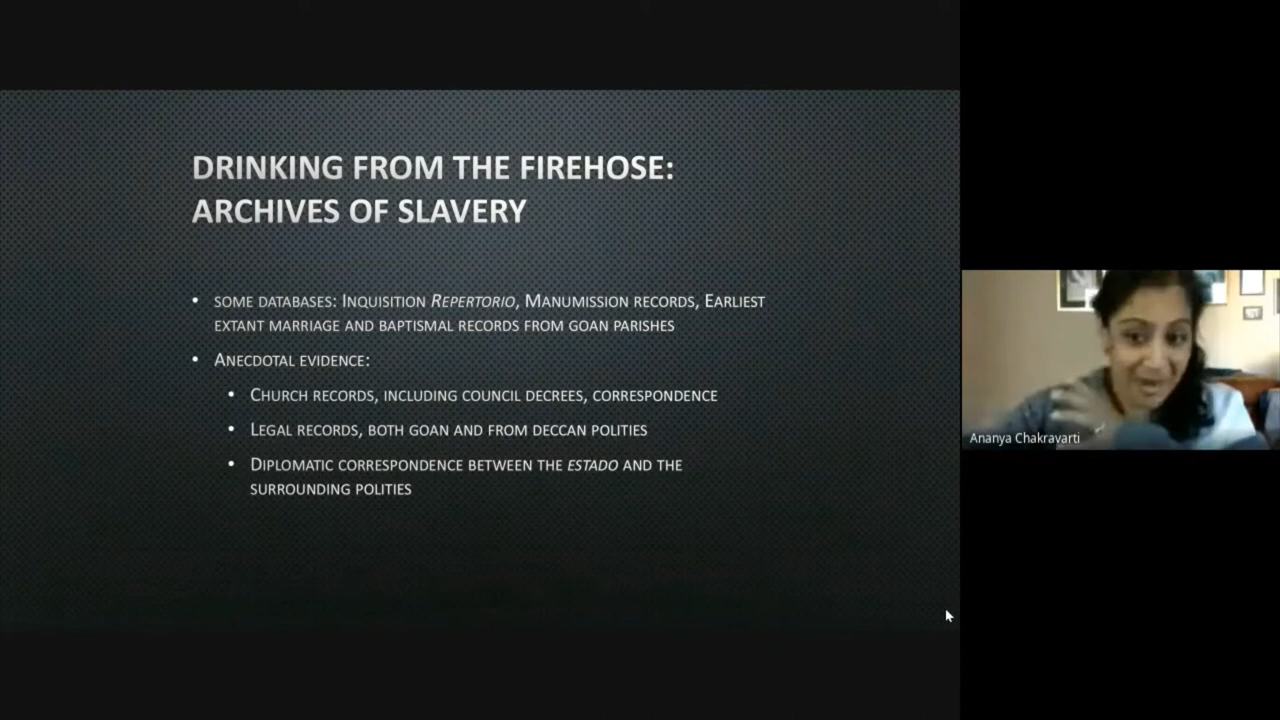 DRINKING FROM THE FIREHOSE:
ARCHIVES OF SLAVERY
• SOME DATABASES: INQUISITION REPERTORIO, MANUMISSION RECORDS, EARLIEST
EXTANT MARRIAGE AND BAPTISMAL RECORDS FROM GOAN PARISHES
• ANECDOTAL EVIDENCE:
• CHURCH RECORDS, INCLUDING COUNCIL DECREES, CORRESPONDENCE
• LEGAL RECORDS, BOTH GOAN AND FROM DECCAN POLITIES
• DIPLOMATIC CORRESPONDENCE BETWEEN THE ESTADO AND THE
SURROUNDING POLITIES
Ananya Chakravarti